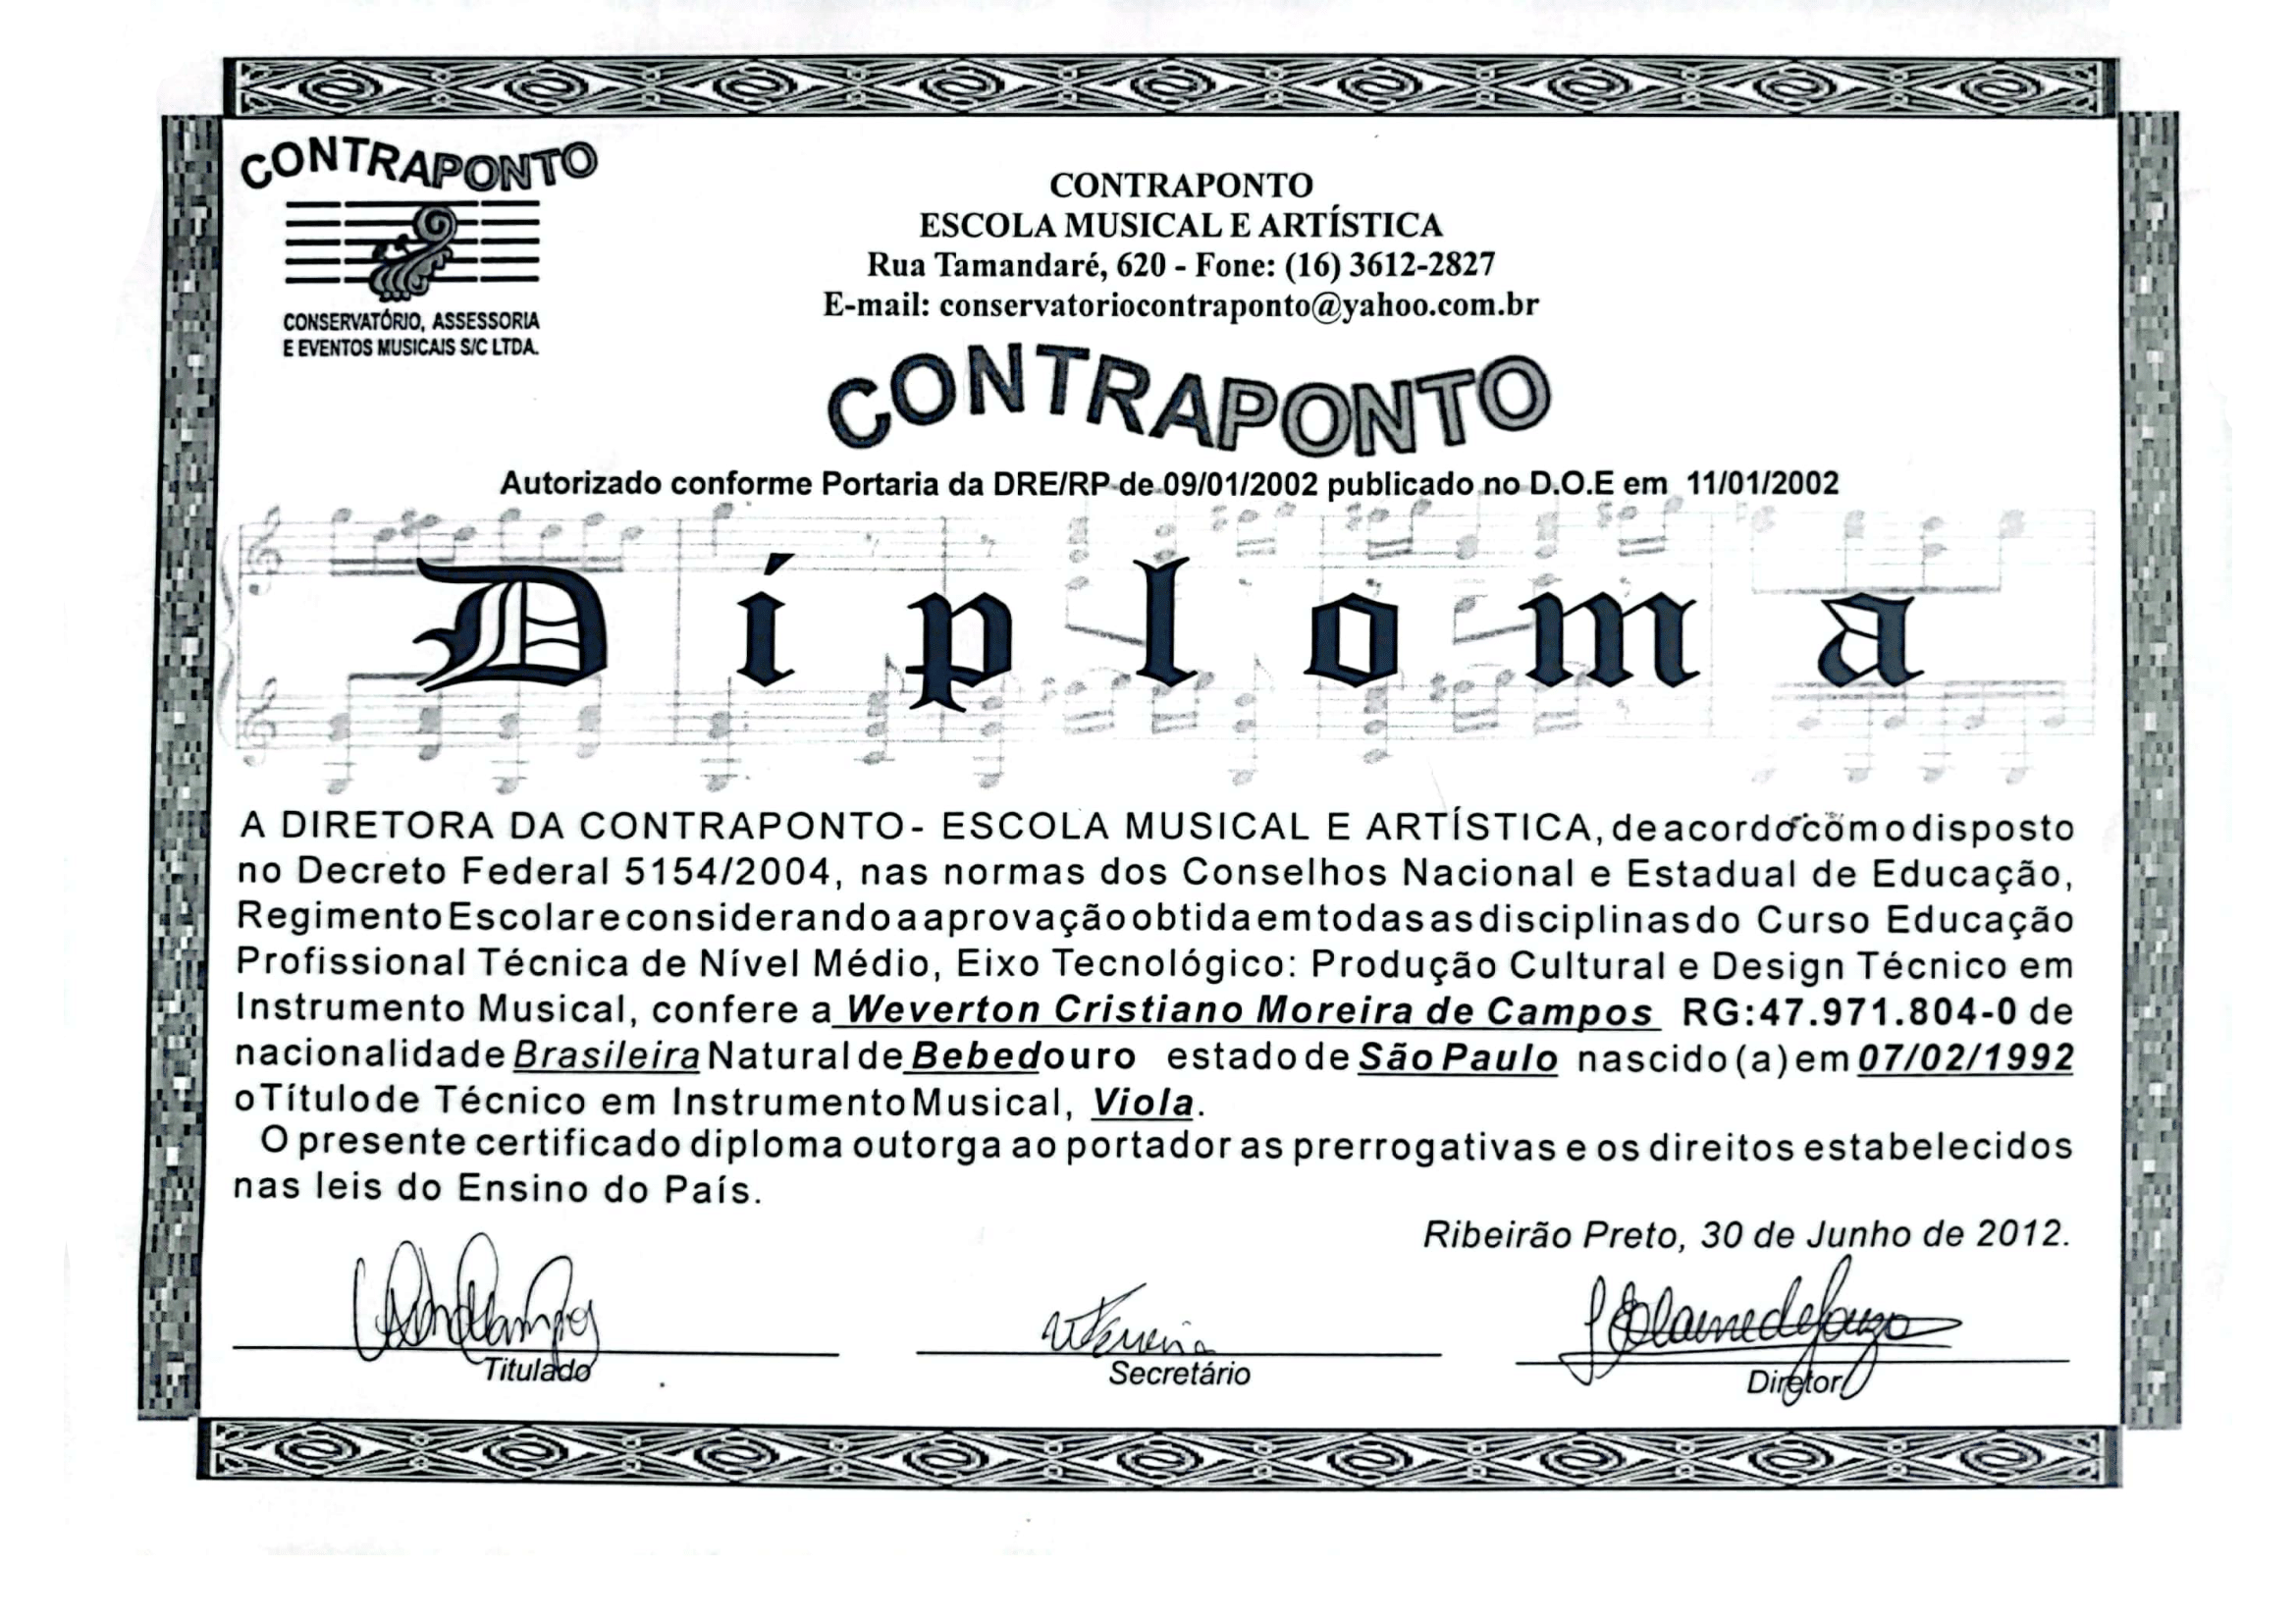 CONTRAPONTO
CONSERVATÓRIO, ASSESSORIA
E EVENTOS MUSICAIS S/C LTDA.
CONTRAPONTO
ESCOLA MUSICAL E ARTÍSTICA
Rua Tamandaré, 620 - Fone: (16) 3612-2827
E-mail: conservatoriocontraponto@yahoo.com.br
CONTRAPONTO
Autorizado conforme Portaria da DRE/RP de 09/01/2002 publicado no D.O.E em 11/01/2002
Díploma
A DIRETORA DA CONTRAPONTO- ESCOLA MUSICAL E ARTÍSTICA, de acordo com o disposto
no Decreto Federal 5154/2004, nas normas dos Conselhos Nacional e Estadual de Educação,
Regimento Escolar e considerando a aprovação obtida em todas as disciplinas do Curso Educação
Profissional Técnica de Nível Médio, Eixo Tecnológico: Produção Cultural e Design Técnico em
Instrumento Musical, confere a Weverton Cristiano Moreira de Campos RG:47.971.804-0 de
nacionalidade Brasileira Natural de Bebedouro estado de São Paulo nascido (a) em 07/02/1992
o Título de Técnico em Instrumento Musical, Viola.
O presente certificado diploma outorga ao portador as prerrogativas e os direitos estabelecidos
nas leis do Ensino do País.
Ribeirão Preto, 30 de Junho de 2012.
Titulado
Secretário
Diretor